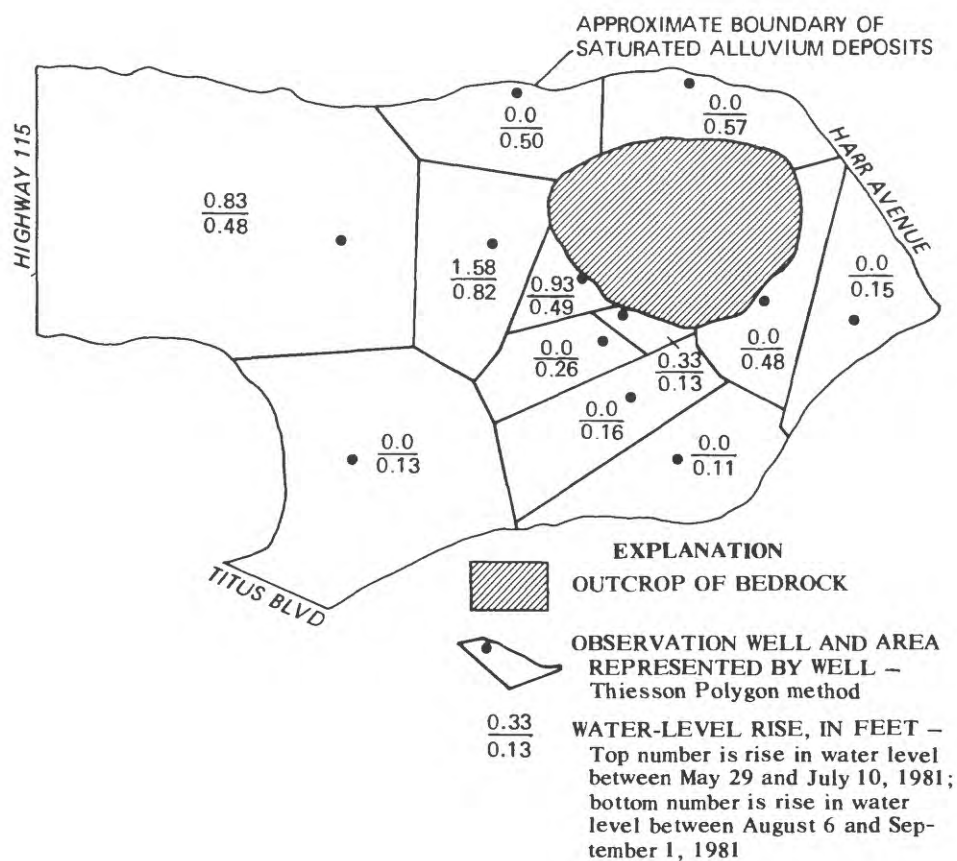 APPROXIMATE BOUNDARY OF
SATURATED ALLUVIUM DEPOSITS
HIGHWAY 115
HARR AVENUE
0.0
0.50
0.0
0.57
0.83
0.48
1.58
0.82
0.93
0.49
0.0
0.15
0.0
0.48
0.0
0.26
0.33
0.13
0.0
0.16
0.0
0.13
0.0
0.11
TITUS BLVD
EXPLANATION
OUTCROP OF BEDROCK
OBSERVATION WELL AND AREA
REPRESENTED BY WELL –
Thiesson Polygon method
0.33
0.13
WATER-LEVEL RISE, IN FEET –
Top number is rise in water level
between May 29 and July 10, 1981;
bottom number is rise in water
level between August 6 and Sep-
tember 1, 1981